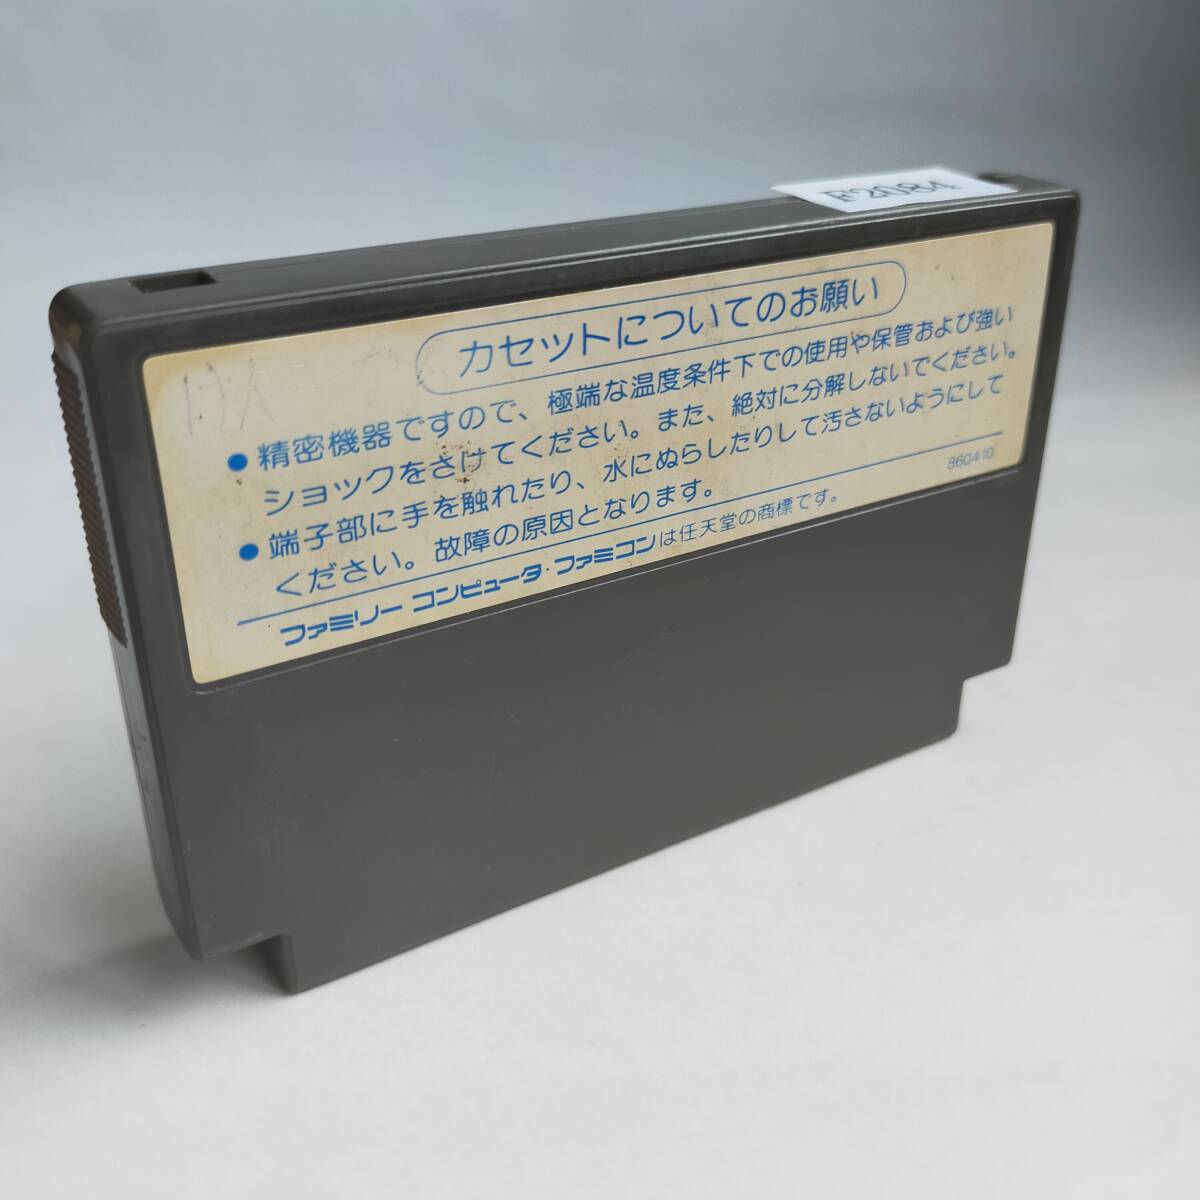 F2084
カセットについてのお願い
●精密機器ですので、極端な温度条件下での使用や保管および強い
ショックをさけてください。また、絶対に分解しないでください。
●端子部に手を触れたり、水にぬらしたりして汚さないようにして
ください。故障の原因となります。
860410
ファミリー コンピュータ・ファミコンは任天堂の商標です。